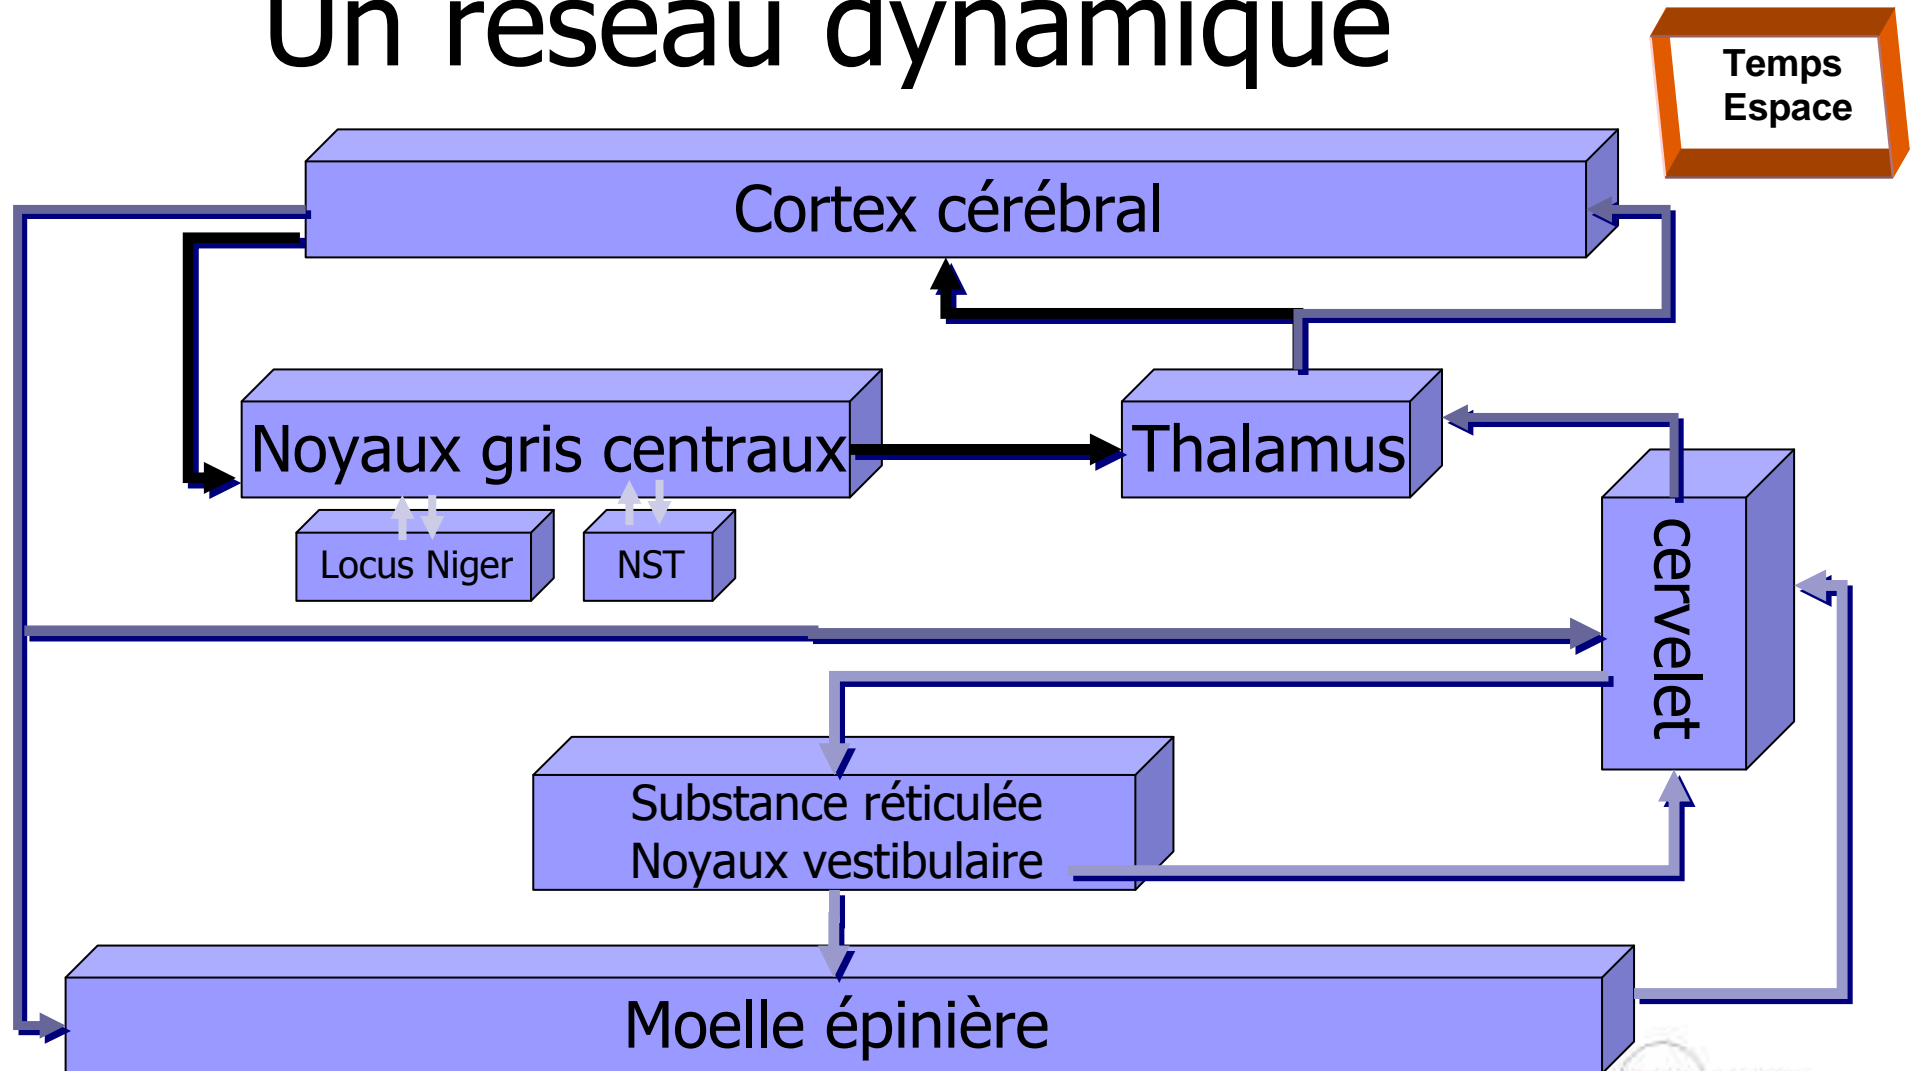 Un réseau dynamique
Temps
Espace
Cortex cérébral
Noyaux gris centraux
Thalamus
Locus Niger
NST
cervelet
Substance réticulée
Noyaux vestibulaire
Moelle épinière